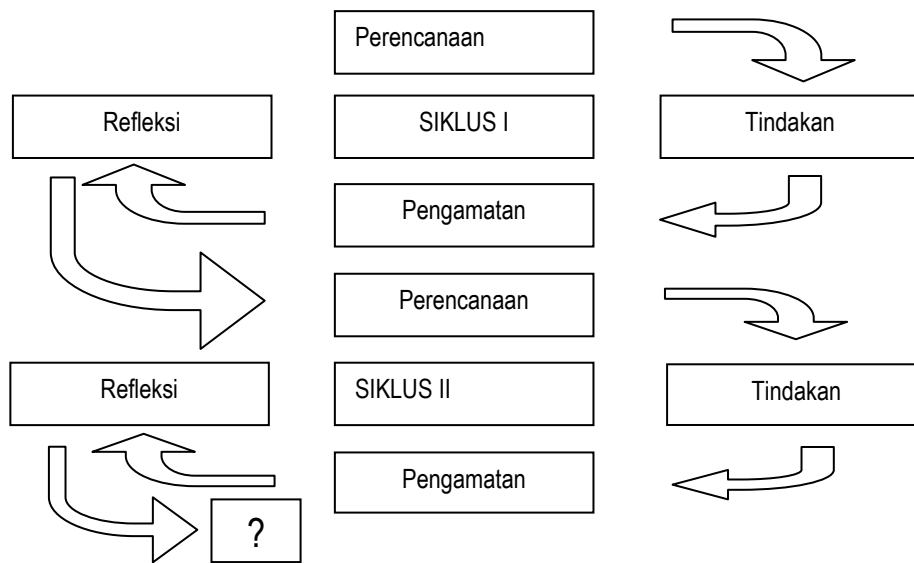 Perencanaan
Refleksi
SIKLUS I
Tindakan
Pengamatan
Perencanaan
Refleksi
SIKLUS II
Tindakan
Pengamatan
?